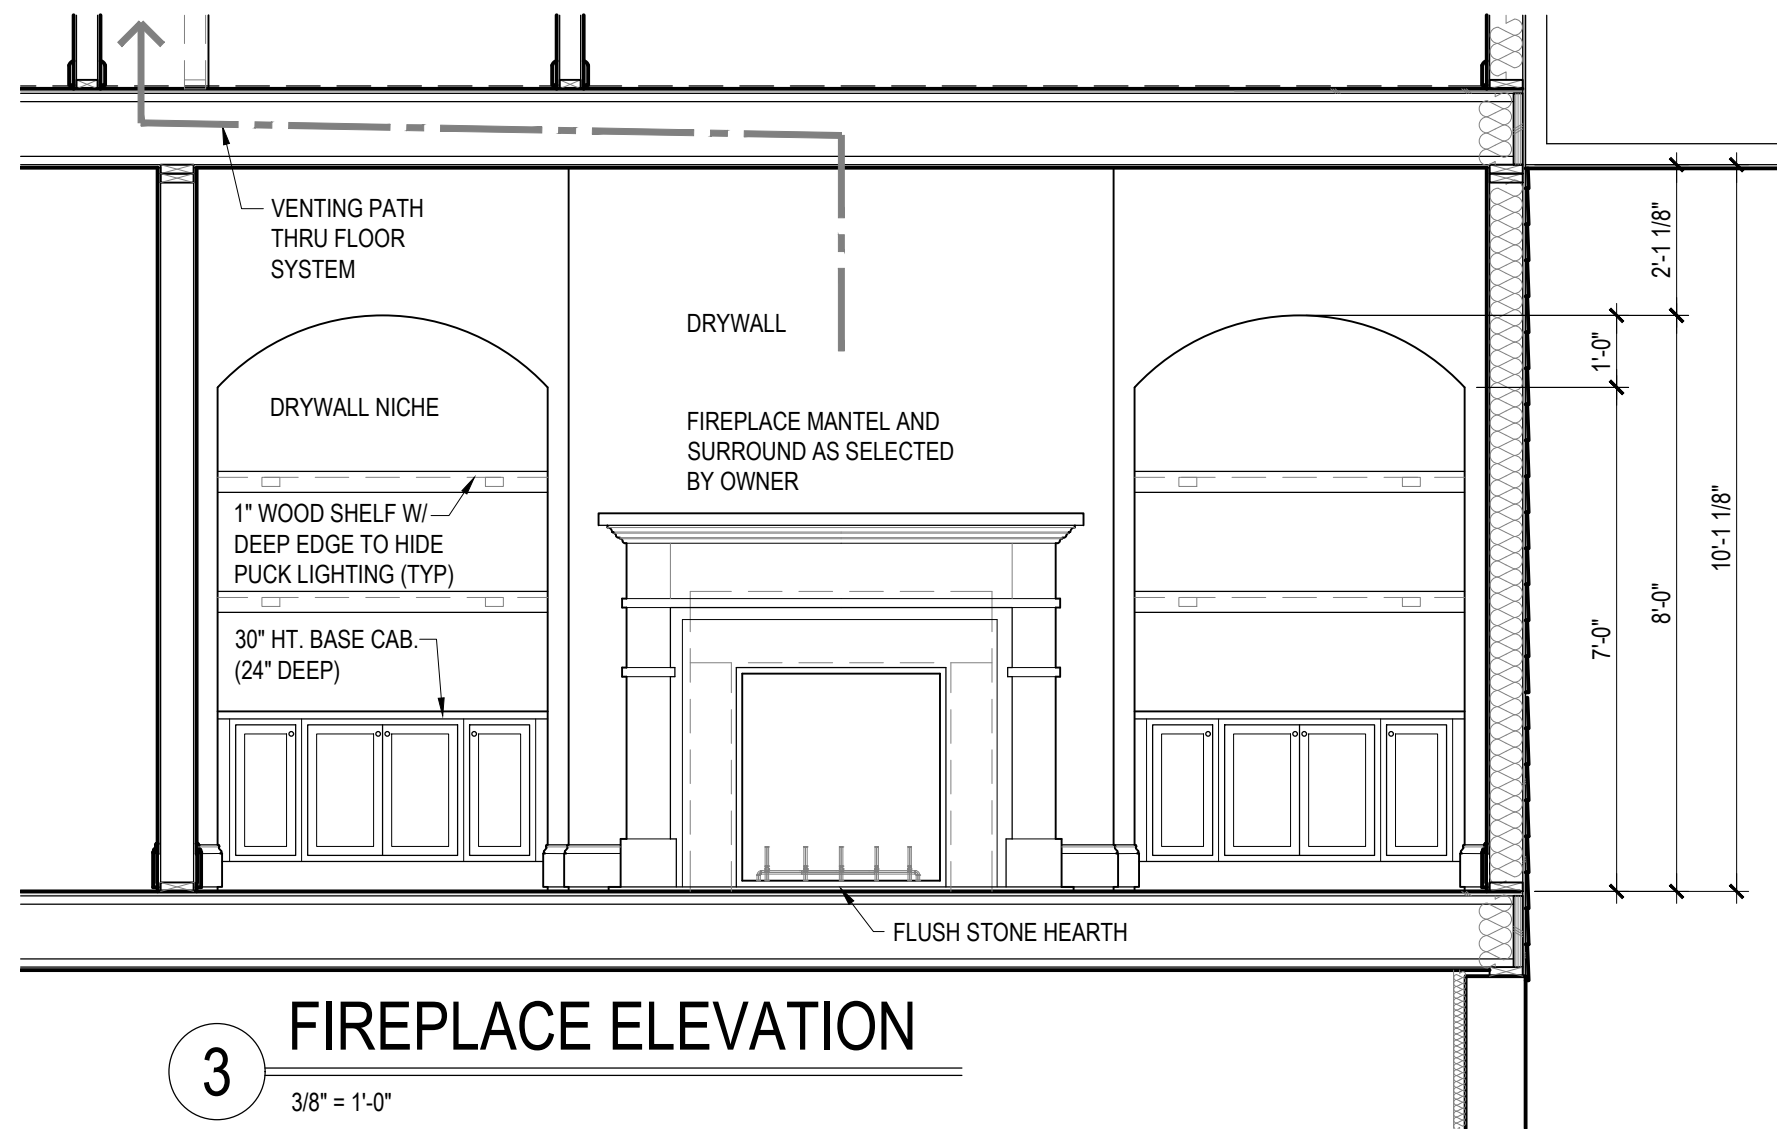 VENTING PATH
THRU FLOOR
SYSTEM
DRYWALL
DRYWALL NICHE
FIREPLACE MANTEL AND
SURROUND AS SELECTED
BY OWNER
1" WOOD SHELF W/
DEEP EDGE TO HIDE
PUCK LIGHTING (TYP)
30" HT. BASE CAB.
(24" DEEP)
FLUSH STONE HEARTH
2'-1 1/8"
1'-0"
10'-1 1/8"
8'-0"
7'-0"
3
FIREPLACE ELEVATION
3/8" = 1'-0"